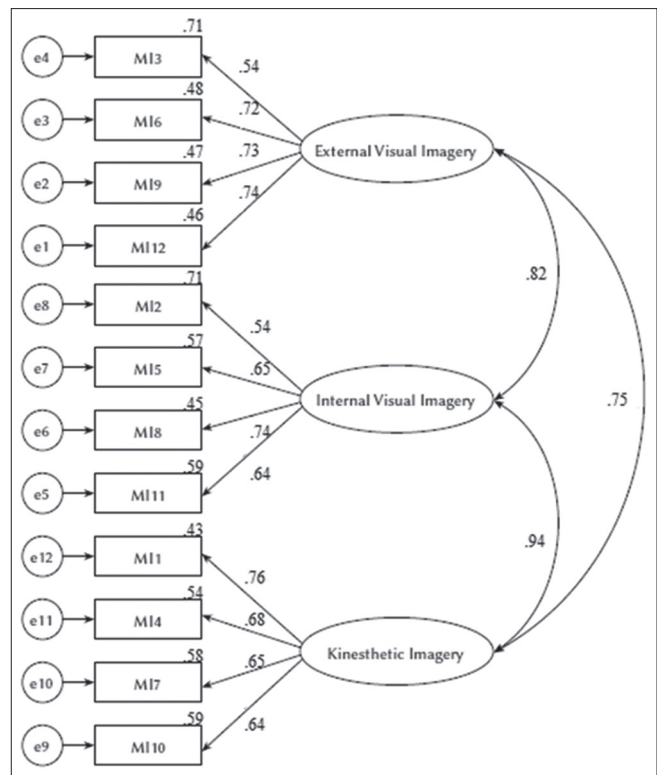 .71
e4 MI3
.54
.48
e3 MI6
.72
External Visual Imagery
.47
e2 MI9
.73
.46
e1 MI12
.74
.71
e8 MI2
.54
.82
.57
e7 MI5
.65
Internal Visual Imagery
.75
.45
e6 MI8
.74
.59
e5 MI11
.64
.43
e12 MI1
.76
.94
.54
e11 MI4
.68
Kinesthetic Imagery
.58
e10 MI7
.65
.59
e9 MI10
.64